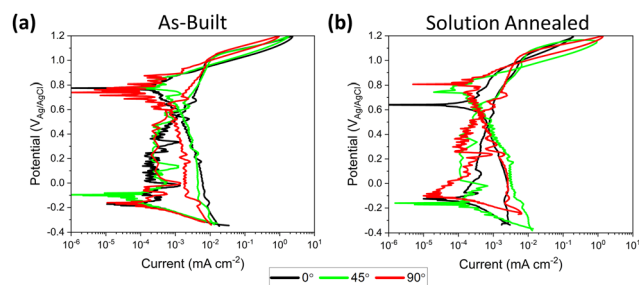 (a) As-Built
(b) Solution Annealed
Potential (V_Ag/AgCl)
1.2
1.0
0.8
0.6
0.4
0.2
0.0
-0.2
-0.4
10⁻⁶ 10⁻⁵ 10⁻⁴ 10⁻³ 10⁻² 10⁻¹ 10⁰ 10¹
Current (mA cm⁻²)
Potential (V_Ag/AgCl)
1.2
1.0
0.8
0.6
0.4
0.2
0.0
-0.2
-0.4
10⁻⁶ 10⁻⁵ 10⁻⁴ 10⁻³ 10⁻² 10⁻¹ 10⁰ 10¹
Current (mA cm⁻²)
0° 45° 90°